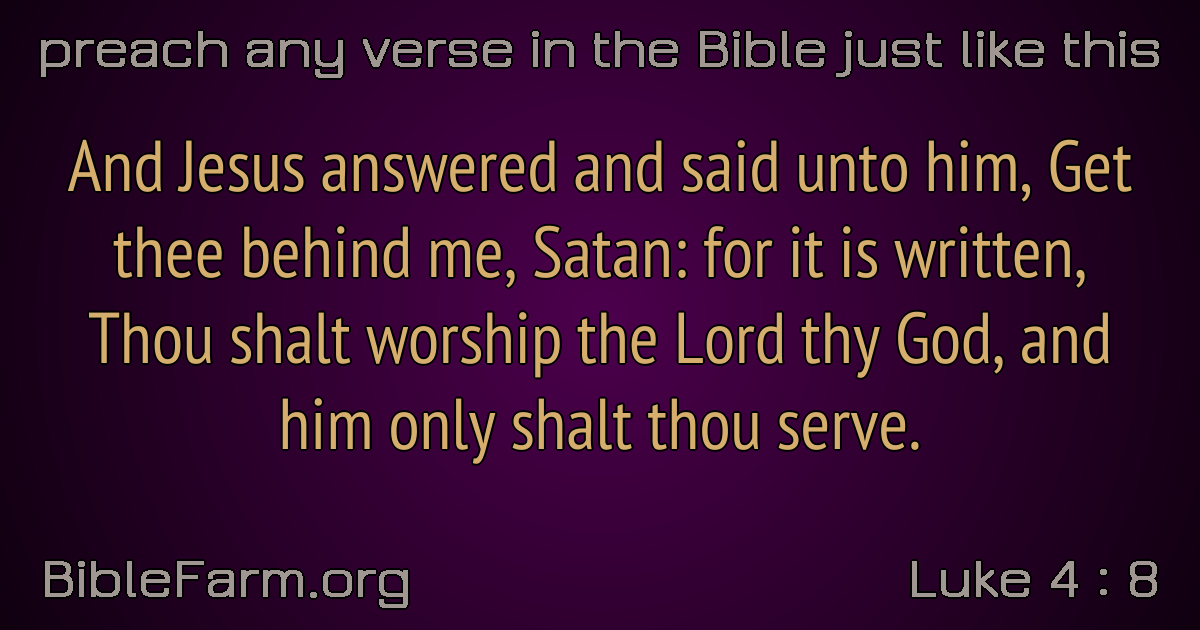 preach any verse in the Bible just like this
And Jesus answered and said unto him, Get
thee behind me, Satan: for it is written,
Thou shalt worship the Lord thy God, and
him only shalt thou serve.
BibleFarm.org
Luke 4 : 8